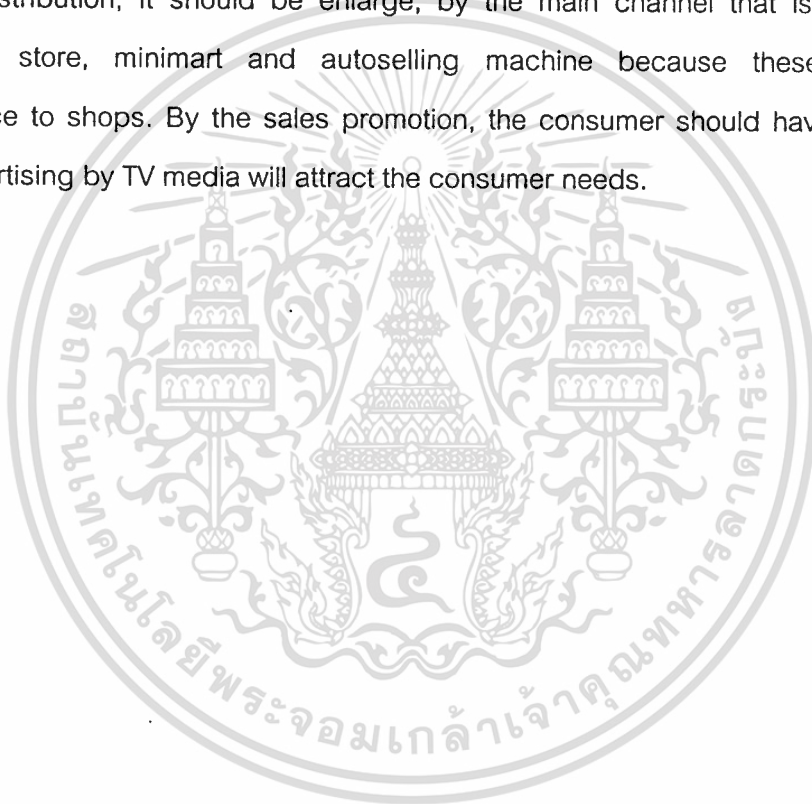 stribution, it should be enlarge, by the main channel that is
store, minimart and autoselling machine because these
ce to shops. By the sales promotion, the consumer should hav
rtising by TV media will attract the consumer needs.
สถาบันเทคโนโลยีพระจอมเกล้าเจ้าคุณทหารลาดกระบัง
๔